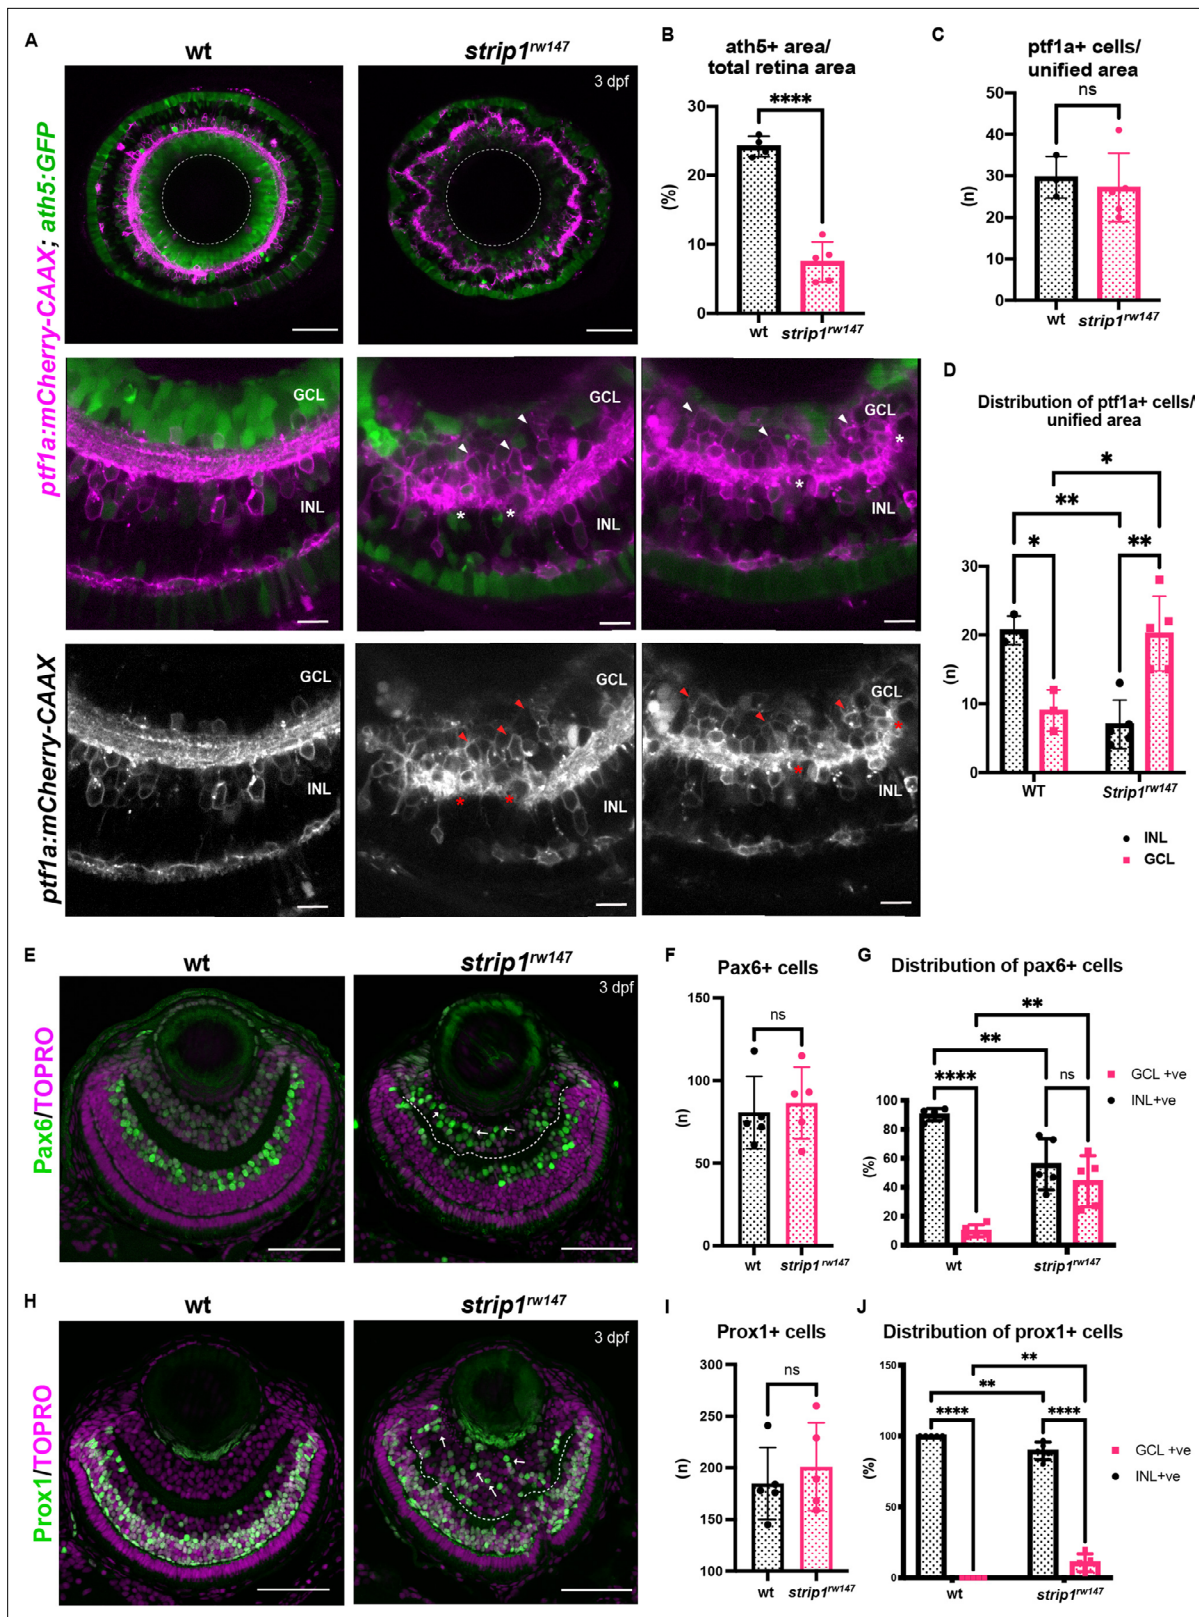 A
wt
strip1rw147
3 dpf
ptf1a:mCherry-CAAX; ath5:GFP
GCL
INL
GCL
INL
*
*
GCL
INL
*
*
ptf1a:mCherry-CAAX
GCL
INL
GCL
INL
*
*
GCL
INL
*
*
B
ath5+ area/
total retina area
****
(%)
30
20
10
0
wt
strip1rw147
C
ptf1a+ cells/
unified area
ns
(n)
50
40
30
20
10
0
wt
strip1rw147
D
Distribution of ptf1a+ cells/
unified area
*
**
*
**
(n)
30
20
10
0
WT
Strip1rw147
INL
GCL
E
wt
strip1rw147
3 dpf
Pax6/TOPRO
F
Pax6+ cells
ns
(n)
150
100
50
0
wt
strip1rw147
G
Distribution of pax6+ cells
**
**
****
ns
GCL +ve
INL+ve
(%)
100
80
60
40
20
0
wt
strip1rw147
H
wt
strip1rw147
3 dpf
Prox1/TOPRO
I
Prox1+ cells
ns
(n)
300
250
200
150
100
wt
strip1rw147
J
Distribution of prox1+ cells
**
**
****
****
GCL +ve
INL+ve
(%)
150
100
50
0
wt
strip1rw147